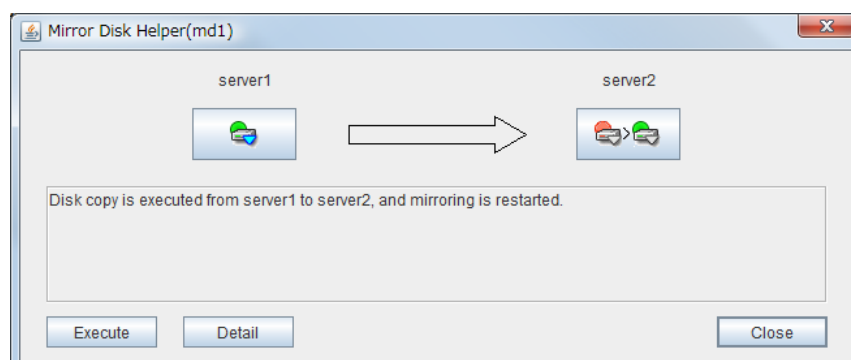 Mirror Disk Helper(md1)
server1 server2
Disk copy is executed from server1 to server2, and mirroring is restarted.
Execute Detail Close